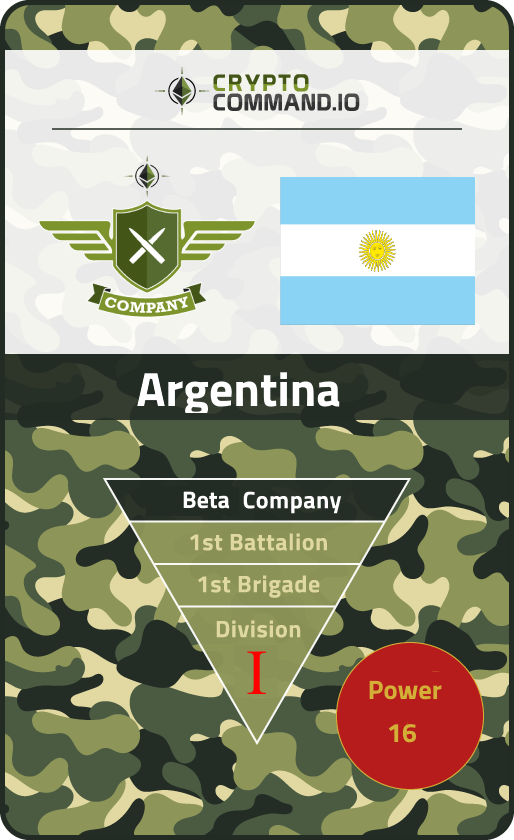 CRYPTO
COMMAND.IO
COMPANY
Argentina
Beta Company
1st Battalion
1st Brigade
Division
I
Power
16